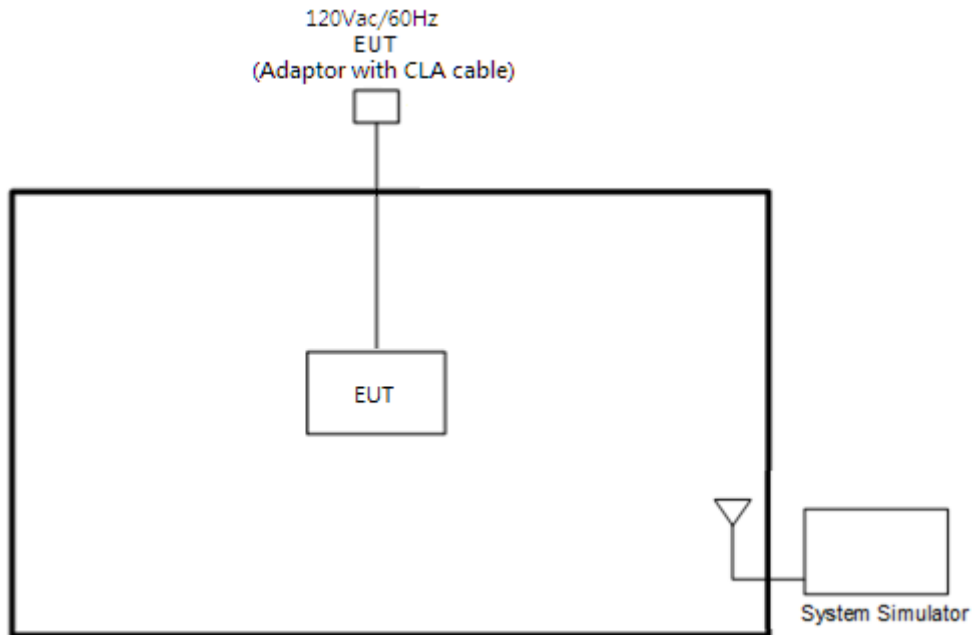 120Vac/60Hz
EUT
(Adaptor with CLA cable)
EUT
System Simulator